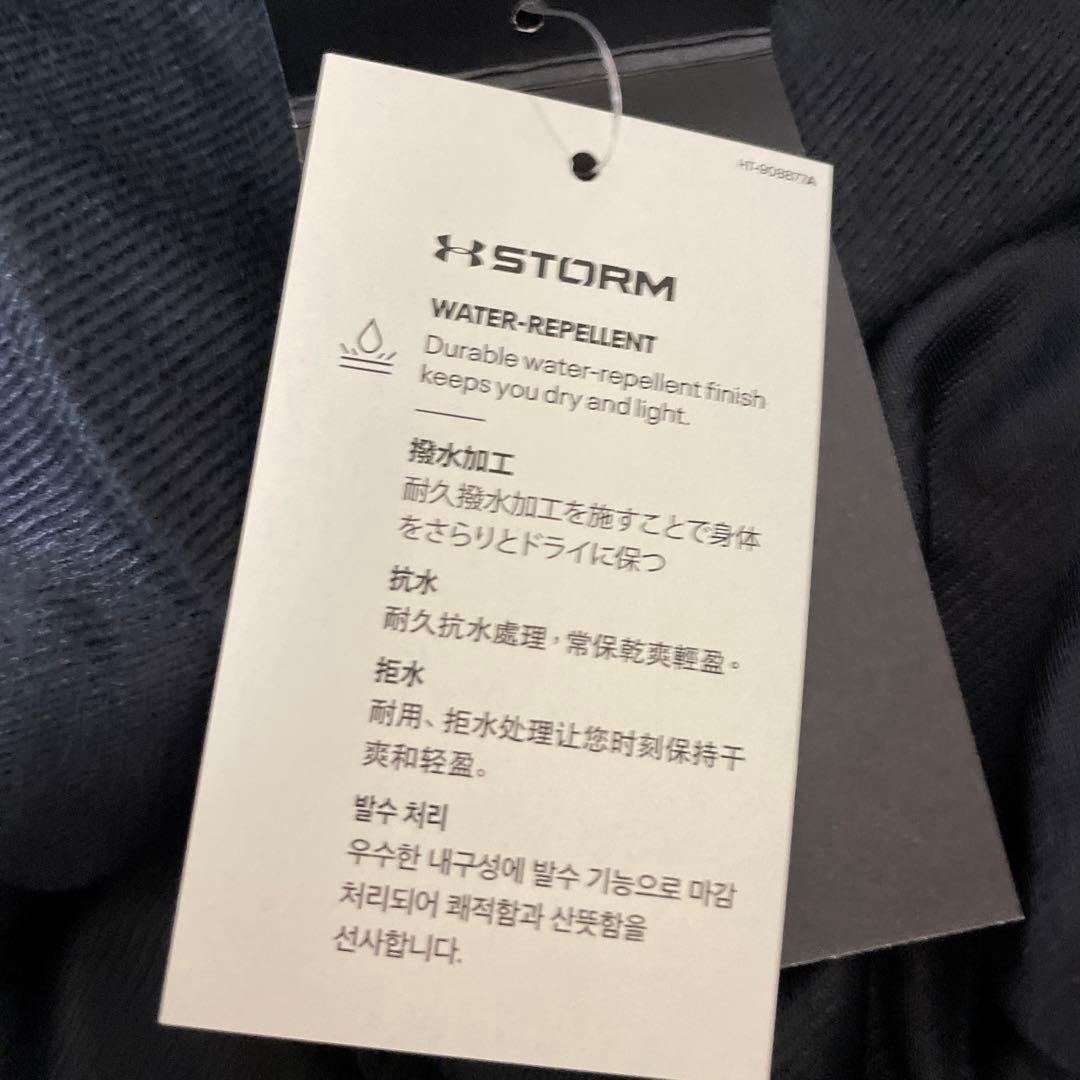 HT-908877A
STORM
WATER-REPELLENT
Durable water-repellent finish
keeps you dry and light.
撥水加工
耐久撥水加工を施すことで身体
をさらりとドライに保つ
抗水
耐久抗水處理，常保乾爽輕盈。
拒水
耐用、拒水处理让您时刻保持干
爽和轻盈。
발수 처리
우수한 내구성에 발수 기능으로 마감
처리되어 쾌적함과 산뜻함을
선사합니다.